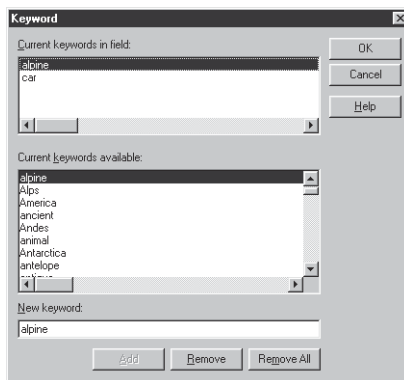 Keyword
Current keywords in field:
alpine
car
OK
Cancel
Help
Current keywords available:
alpine
Alps
America
ancient
Andes
animal
Antarctica
antelope
antique
New keyword:
alpine
Add
Remove
Remove All